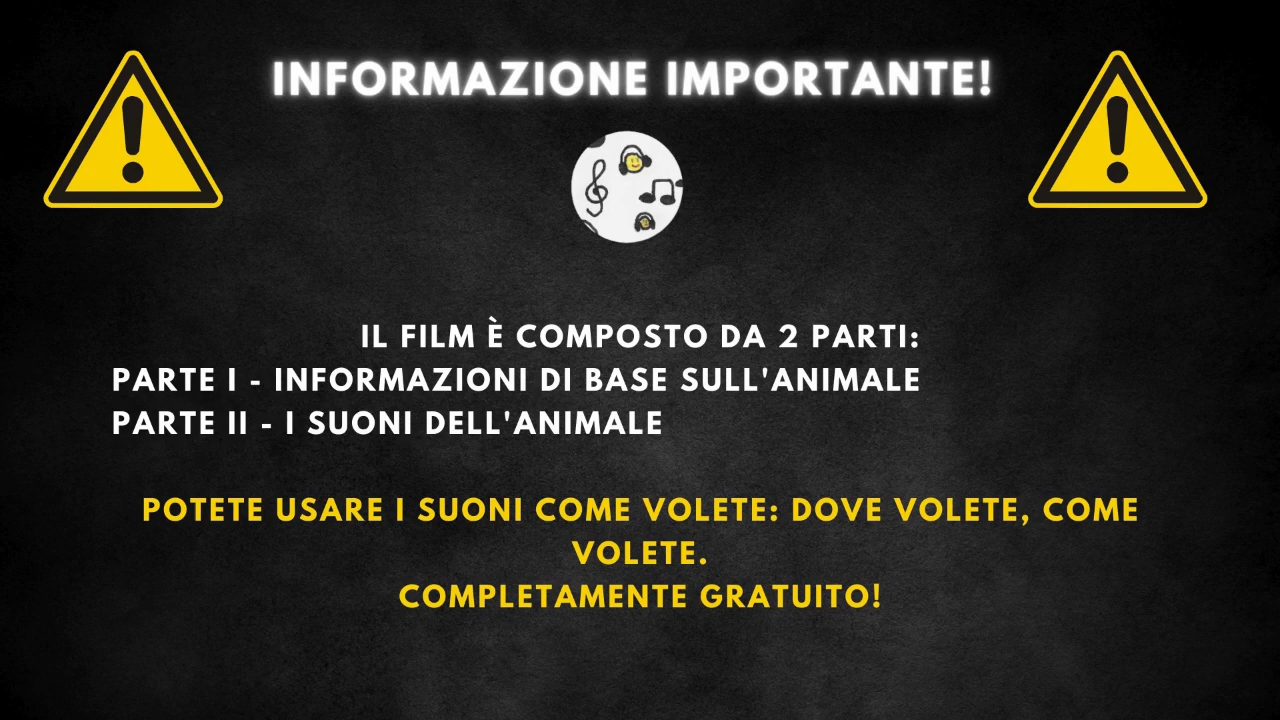 INFORMAZIONE IMPORTANTE!
IL FILM È COMPOSTO DA 2 PARTI:
PARTE I - INFORMAZIONI DI BASE SULL'ANIMALE
PARTE II - I SUONI DELL'ANIMALE
POTETE USARE I SUONI COME VOLETE: DOVE VOLETE, COME
VOLETE.
COMPLETAMENTE GRATUITO!